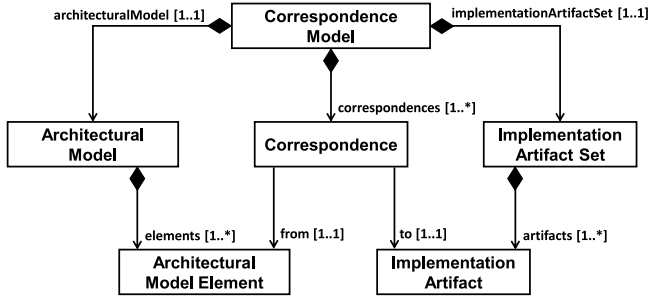 architecturalModel [1..1]
Correspondence
Model
implementationArtifactSet [1..1]
correspondences [1..*]
Architectural
Model
Correspondence
Implementation
Artifact Set
elements [1..*]
from [1..1]
to [1..1]
artifacts [1..*]
Architectural
Model Element
Implementation
Artifact